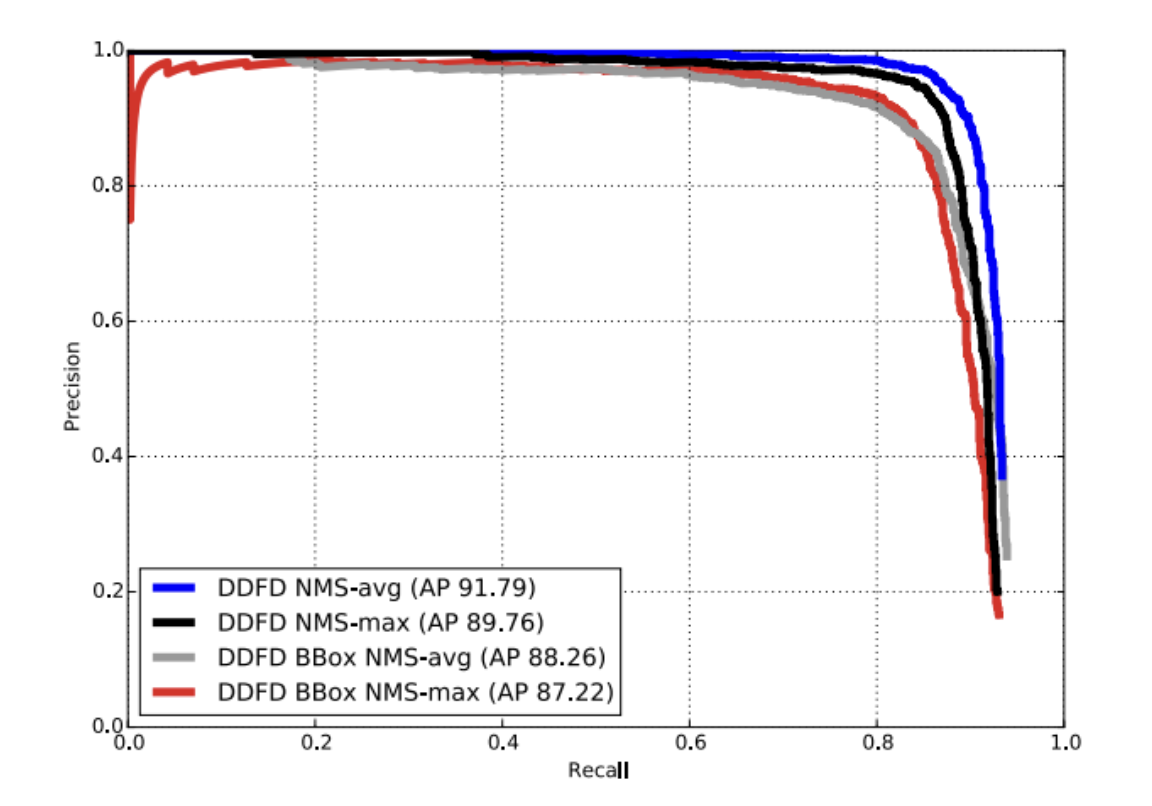 1.0
0.8
0.6
0.4
0.2
0.0
Precision
DDFD NMS-avg (AP 91.79)
DDFD NMS-max (AP 89.76)
DDFD BBox NMS-avg (AP 88.26)
DDFD BBox NMS-max (AP 87.22)
0.0 0.2 0.4 0.6 0.8 1.0
Recall